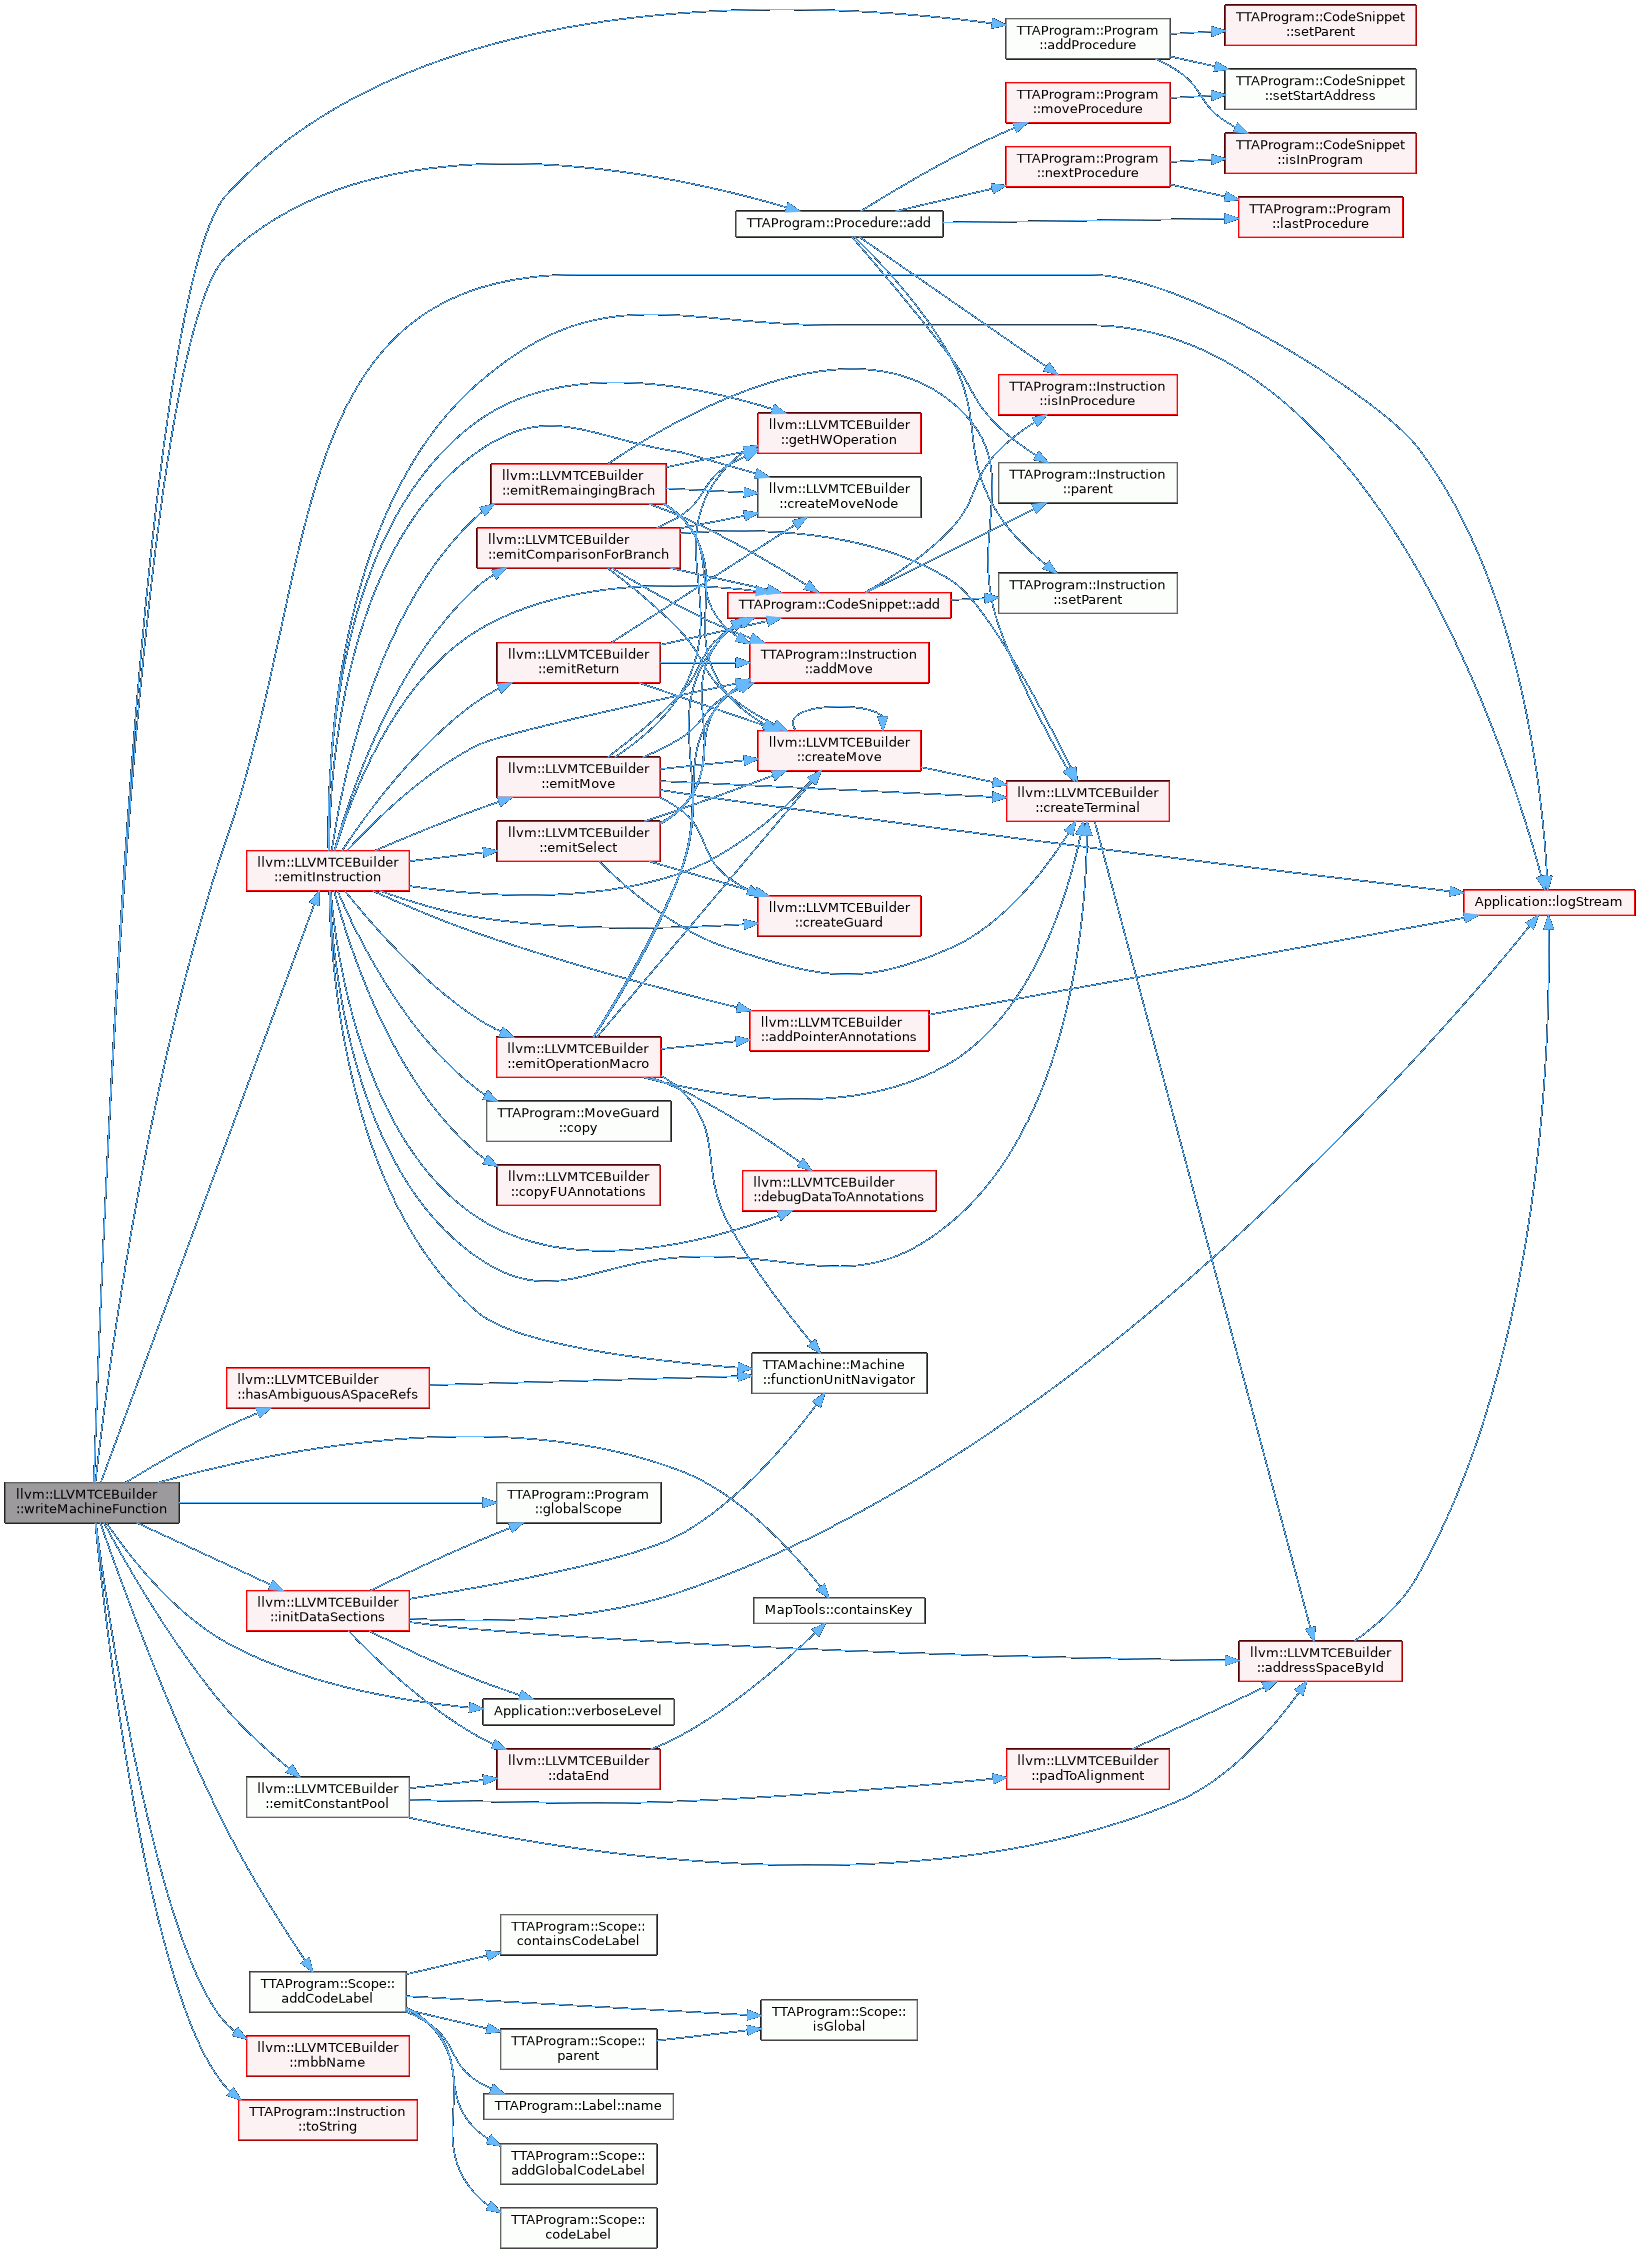 TTAProgram::Program
::addProcedure
TTAProgram::CodeSnippet
::setParent
TTAProgram::CodeSnippet
::setStartAddress
TTAProgram::Program
::moveProcedure
TTAProgram::CodeSnippet
::isInProgram
TTAProgram::Program
::nextProcedure
TTAProgram::Program
::lastProcedure
TTAProgram::Procedure::add
TTAProgram::Instruction
::isInProcedure
llvm::LLVMTCEBuilder
::getHWOperation
llvm::LLVMTCEBuilder
::emitRemaingingBrach
llvm::LLVMTCEBuilder
::createMoveNode
TTAProgram::Instruction
::parent
llvm::LLVMTCEBuilder
::emitComparisonForBranch
TTAProgram::CodeSnippet::add
TTAProgram::Instruction
::setParent
llvm::LLVMTCEBuilder
::emitReturn
TTAProgram::Instruction
::addMove
llvm::LLVMTCEBuilder
::createMove
llvm::LLVMTCEBuilder
::emitMove
llvm::LLVMTCEBuilder
::createTerminal
llvm::LLVMTCEBuilder
::emitSelect
llvm::LLVMTCEBuilder
::emitInstruction
llvm::LLVMTCEBuilder
::createGuard
Application::logStream
llvm::LLVMTCEBuilder
::addPointerAnnotations
llvm::LLVMTCEBuilder
::emitOperationMacro
TTAProgram::MoveGuard
::copy
llvm::LLVMTCEBuilder
::copyFUAnnotations
llvm::LLVMTCEBuilder
::debugDataToAnnotations
TTAMachine::Machine
::functionUnitNavigator
llvm::LLVMTCEBuilder
::hasAmbiguousASpaceRefs
llvm::LLVMTCEBuilder
::writeMachineFunction
TTAProgram::Program
::globalScope
llvm::LLVMTCEBuilder
::initDataSections
MapTools::containsKey
llvm::LLVMTCEBuilder
::addressSpaceById
Application::verboseLevel
llvm::LLVMTCEBuilder
::dataEnd
llvm::LLVMTCEBuilder
::padToAlignment
llvm::LLVMTCEBuilder
::emitConstantPool
TTAProgram::Scope::
containsCodeLabel
TTAProgram::Scope::
addCodeLabel
TTAProgram::Scope::
isGlobal
TTAProgram::Scope::
parent
llvm::LLVMTCEBuilder
::mbbName
TTAProgram::Label::name
TTAProgram::Instruction
::toString
TTAProgram::Scope::
addGlobalCodeLabel
TTAProgram::Scope::
codeLabel